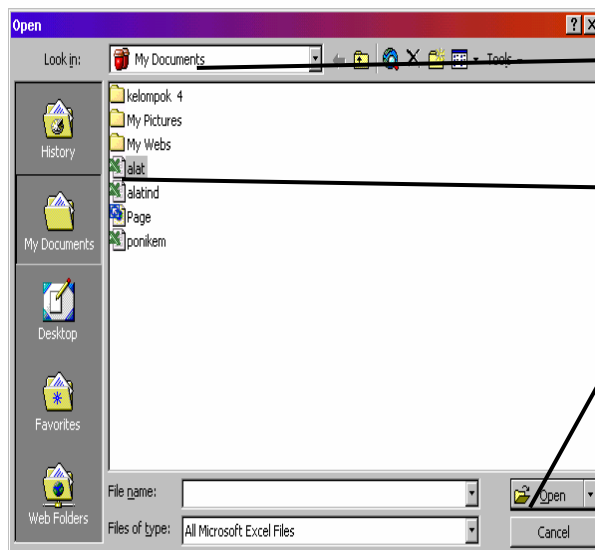 Open
Look in: My Documents Tools
History
My Documents
Desktop
Favorites
Web Folders
kelompok 4
My Pictures
My Webs
alat
alatind
Page
ponikem
File name:
Open
Files of type: All Microsoft Excel Files
Cancel